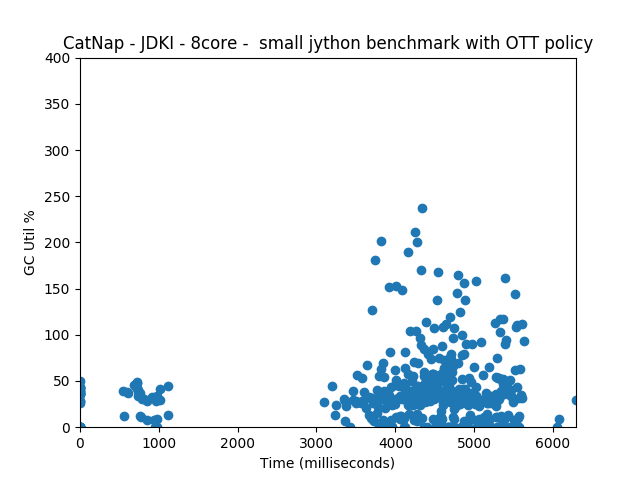 CatNap - JDKI - 8core -  small jython benchmark with OTT policy
400
350
300
250
200
150
100
50
0
GC Util %
0 1000 2000 3000 4000 5000 6000
Time (milliseconds)